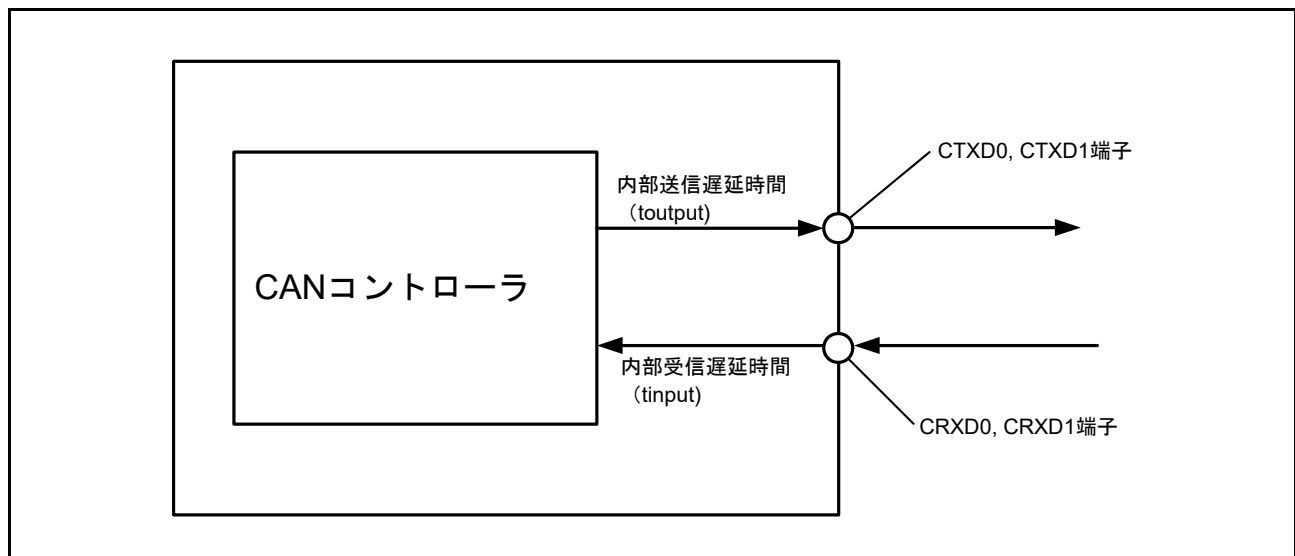 CTXD0, CTXD1端子
内部送信遅延時間
（toutput)
CANコントローラ
内部受信遅延時間
（tinput)
CRXD0, CRXD1端子